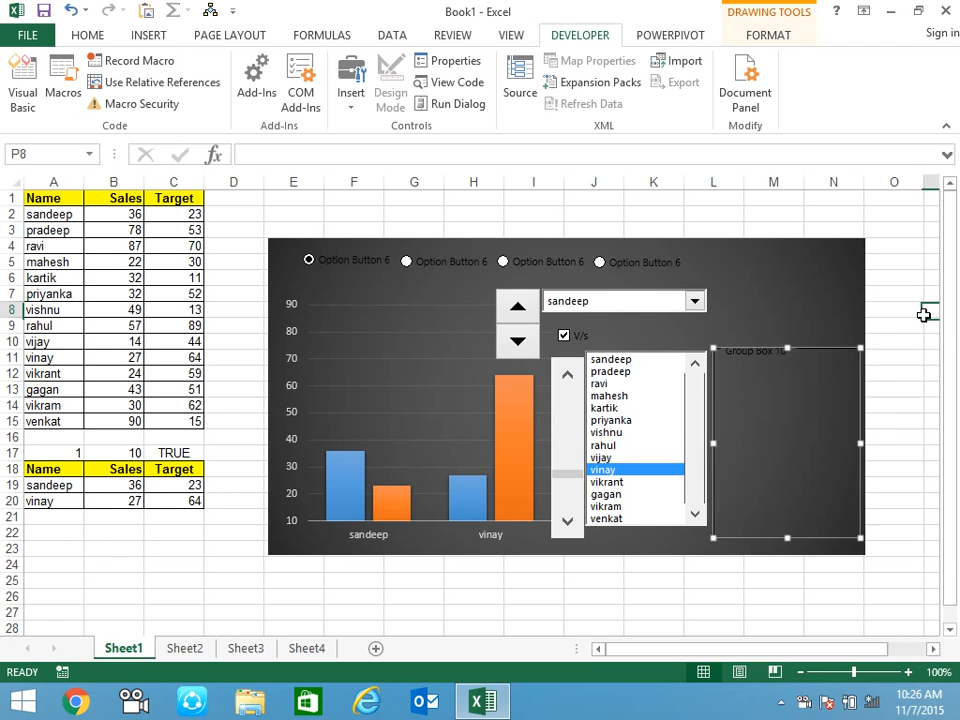 Book1 - Excel
DRAWING TOOLS
?
FILE
HOME
INSERT
PAGE LAYOUT
FORMULAS
DATA
REVIEW
VIEW
DEVELOPER
POWERPIVOT
FORMAT
Sign in
Visual Basic
Macros
Record Macro
Use Relative References
Macro Security
Add-Ins
COM Add-Ins
Insert
Design Mode
Properties
View Code
Run Dialog
Source
Map Properties
Expansion Packs
Refresh Data
Import
Export
Document Panel
Code
Add-Ins
Controls
XML
Modify
P8
fx
A B C D E F G H I J K L M N O
1 Name Sales Target
2 sandeep 36 23
3 pradeep 78 53
4 ravi 87 70
5 mahesh 22 30
6 kartik 32 11
7 priyanka 32 52
8 vishnu 49 13
9 rahul 57 89
10 vijay 14 44
11 vinay 27 64
12 vikrant 24 59
13 gagan 43 51
14 vikram 30 62
15 venkat 90 15
16
17 1 10 TRUE
18 Name Sales Target
19 sandeep 36 23
20 vinay 27 64
21
22
23
24
25
26
27
28
Option Button 6
Option Button 6
Option Button 6
Option Button 6
90
80
70
60
50
40
30
20
10
sandeep
vinay
sandeep
V/s
sandeep
pradeep
ravi
mahesh
kartik
priyanka
vishnu
rahul
vijay
vinay
vikrant
gagan
vikram
venkat
Group Box 10
Sheet1
Sheet2
Sheet3
Sheet4
READY
100%
10:26 AM
11/7/2015